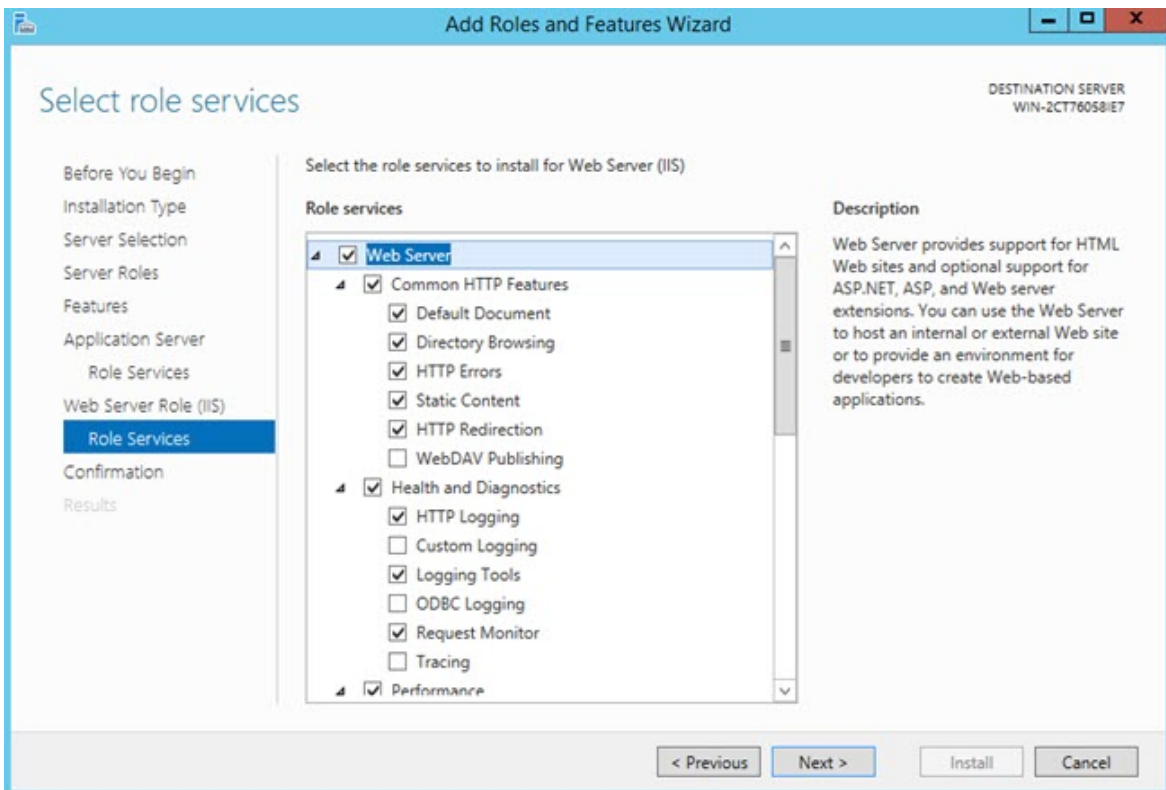 Add Roles and Features Wizard
Select role services
DESTINATION SERVER
WIN-2CT76058IE7
Before You Begin
Installation Type
Server Selection
Server Roles
Features
Application Server
Role Services
Web Server Role (IIS)
Role Services
Confirmation
Results
Select the role services to install for Web Server (IIS)
Role services
Web Server
Common HTTP Features
Default Document
Directory Browsing
HTTP Errors
Static Content
HTTP Redirection
WebDAV Publishing
Health and Diagnostics
HTTP Logging
Custom Logging
Logging Tools
ODBC Logging
Request Monitor
Tracing
Performance
Description
Web Server provides support for HTML
Web sites and optional support for
ASP.NET, ASP, and Web server
extensions. You can use the Web Server
to host an internal or external Web site
or to provide an environment for
developers to create Web-based
applications.
< Previous
Next >
Install
Cancel